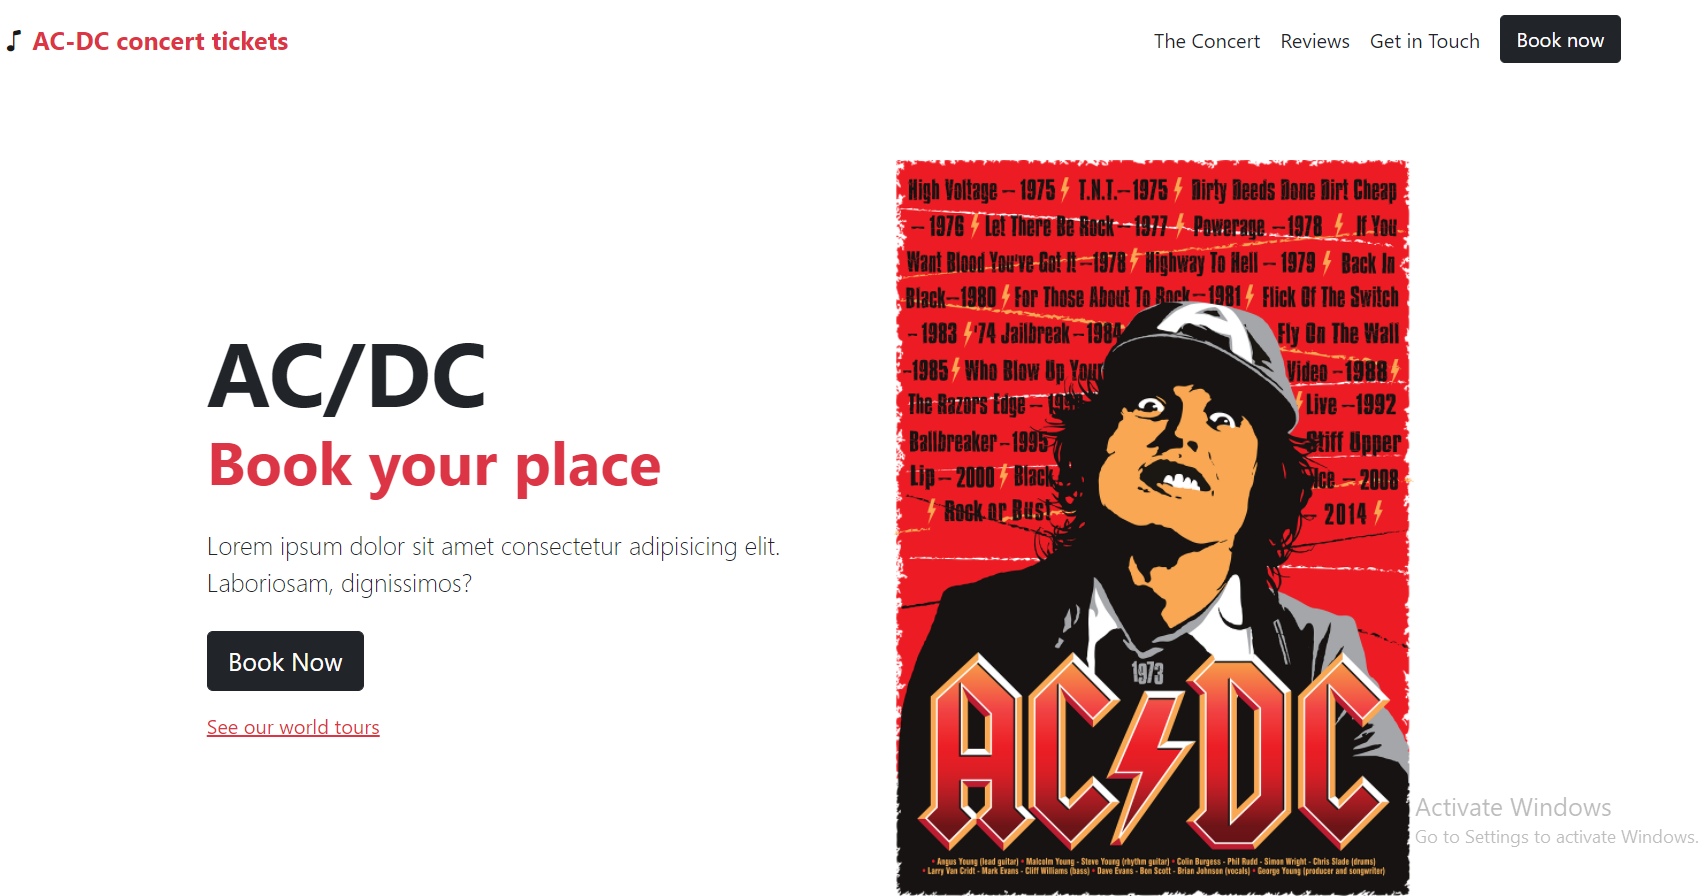 AC-DC concert tickets
The Concert
Reviews
Get in Touch
Book now
AC/DC
Book your place
Lorem ipsum dolor sit amet consectetur adipisicing elit.
Laboriosam, dignissimos?
Book Now
See our world tours
High Voltage – 1975 T.N.T.–1975 Dirty Deeds Done Dirt Cheap
– 1976 Let There Be Rock – 1977 Powerage – 1978 If You
Want Blood You've Got It –1978 Highway To Hell – 1979 Back In
Black–1980 For Those About To Rock–1981 Flick Of The Switch
– 1983 '74 Jailbreak –1984 Fly On The Wall
–1985 Who Blow Up Your Video –1988
The Razors Edge – Live –1992
Ballbreaker –1995 Stiff Upper
Lip – 2000 Black Ice – 2008
Rock or Bust – 2014
1973
AC DC
• Angus Young (lead guitar) • Malcolm Young - Steve Young (rhythm guitar) • Colin Burgess - Phil Rudd - Simon Wright - Chris Slade (drums)
• Larry Van Cridt - Mark Evans - Cliff Williams (bass) • Dave Evans - Bon Scott - Brian Johnson (vocals) • George Young (producer and songwriter)
Activate Windows
Go to Settings to activate Windows.